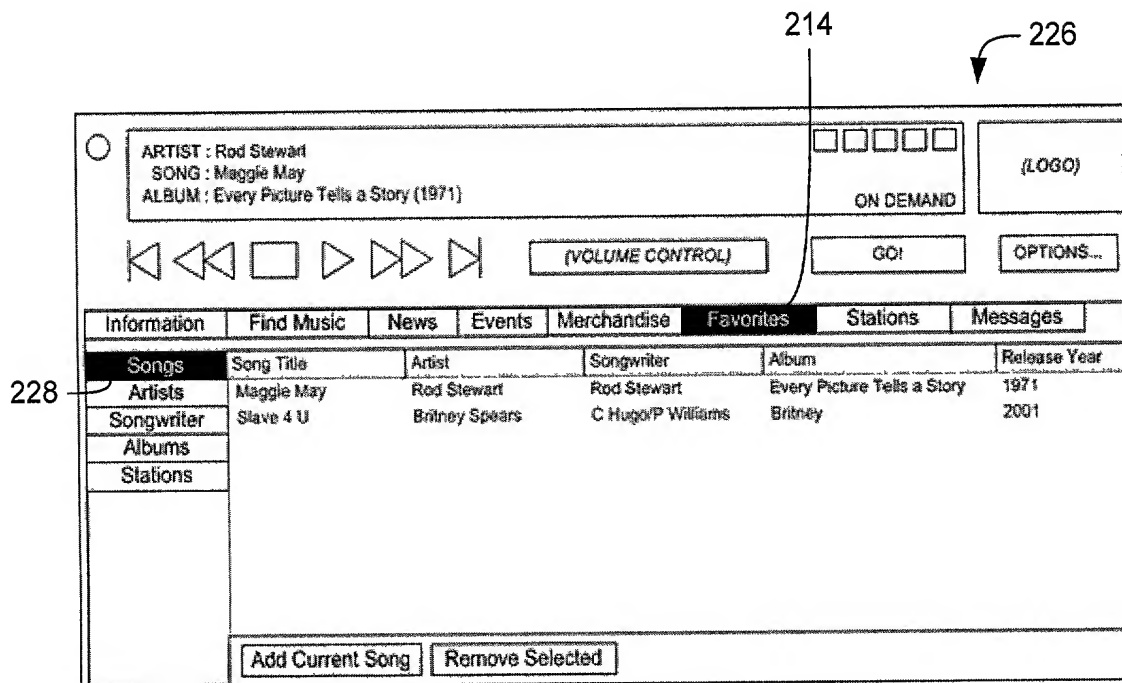 214
226
ARTIST : Rod Stewart
SONG : Maggie May
ALBUM : Every Picture Tells a Story (1971)
ON DEMAND
(LOGO)
(VOLUME CONTROL)
GO!
OPTIONS...
Information Find Music News Events Merchandise Favorites Stations Messages
Songs Song Title Artist Songwriter Album Release Year
228
Artists Maggie May Rod Stewart Rod Stewart Every Picture Tells a Story 1971
Songwriter Slave 4 U Britney Spears C Hugo/P Williams Britney 2001
Albums
Stations
Add Current Song Remove Selected